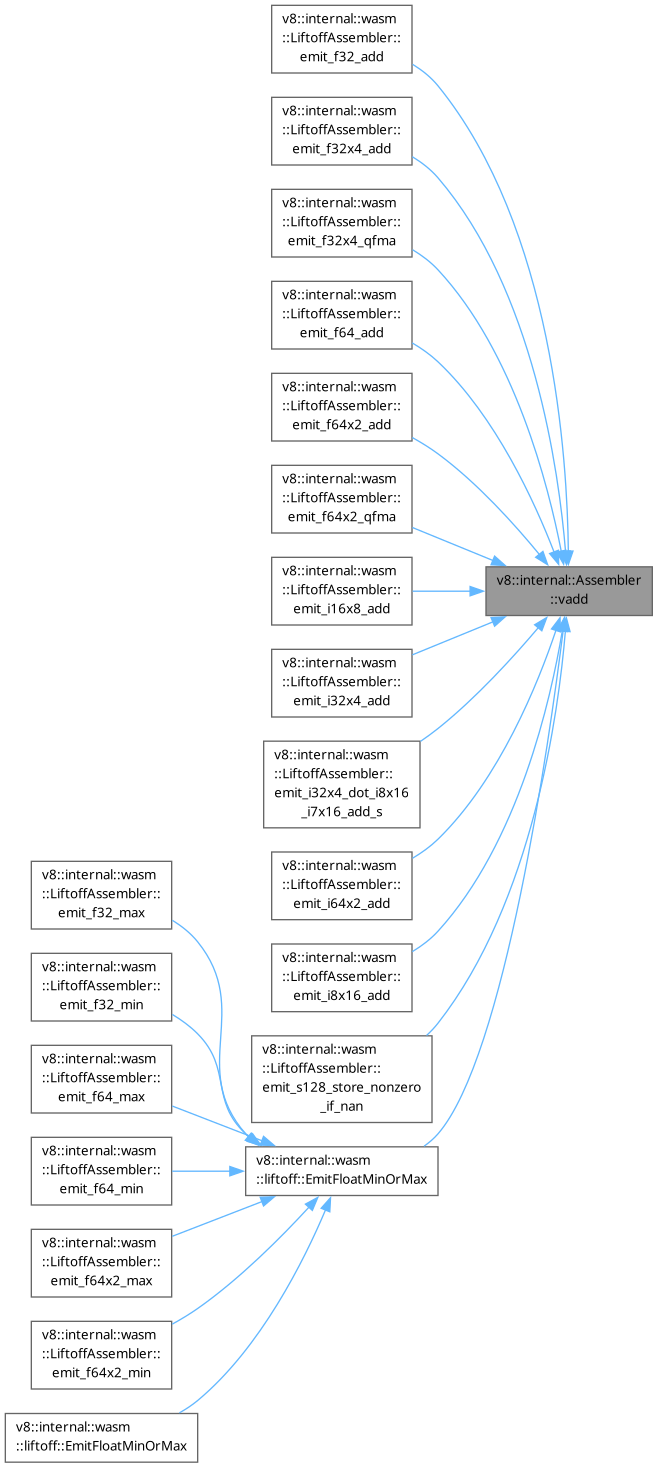 v8::internal::wasm
::LiftoffAssembler::
emit_f32_add
v8::internal::wasm
::LiftoffAssembler::
emit_f32x4_add
v8::internal::wasm
::LiftoffAssembler::
emit_f32x4_qfma
v8::internal::wasm
::LiftoffAssembler::
emit_f64_add
v8::internal::wasm
::LiftoffAssembler::
emit_f64x2_add
v8::internal::wasm
::LiftoffAssembler::
emit_f64x2_qfma
v8::internal::wasm
::LiftoffAssembler::
emit_i16x8_add
v8::internal::Assembler
::vadd
v8::internal::wasm
::LiftoffAssembler::
emit_i32x4_add
v8::internal::wasm
::LiftoffAssembler::
emit_i32x4_dot_i8x16
_i7x16_add_s
v8::internal::wasm
::LiftoffAssembler::
emit_i64x2_add
v8::internal::wasm
::LiftoffAssembler::
emit_i8x16_add
v8::internal::wasm
::LiftoffAssembler::
emit_s128_store_nonzero
_if_nan
v8::internal::wasm
::liftoff::EmitFloatMinOrMax
v8::internal::wasm
::LiftoffAssembler::
emit_f32_max
v8::internal::wasm
::LiftoffAssembler::
emit_f32_min
v8::internal::wasm
::LiftoffAssembler::
emit_f64_max
v8::internal::wasm
::LiftoffAssembler::
emit_f64_min
v8::internal::wasm
::LiftoffAssembler::
emit_f64x2_max
v8::internal::wasm
::LiftoffAssembler::
emit_f64x2_min
v8::internal::wasm
::liftoff::EmitFloatMinOrMax